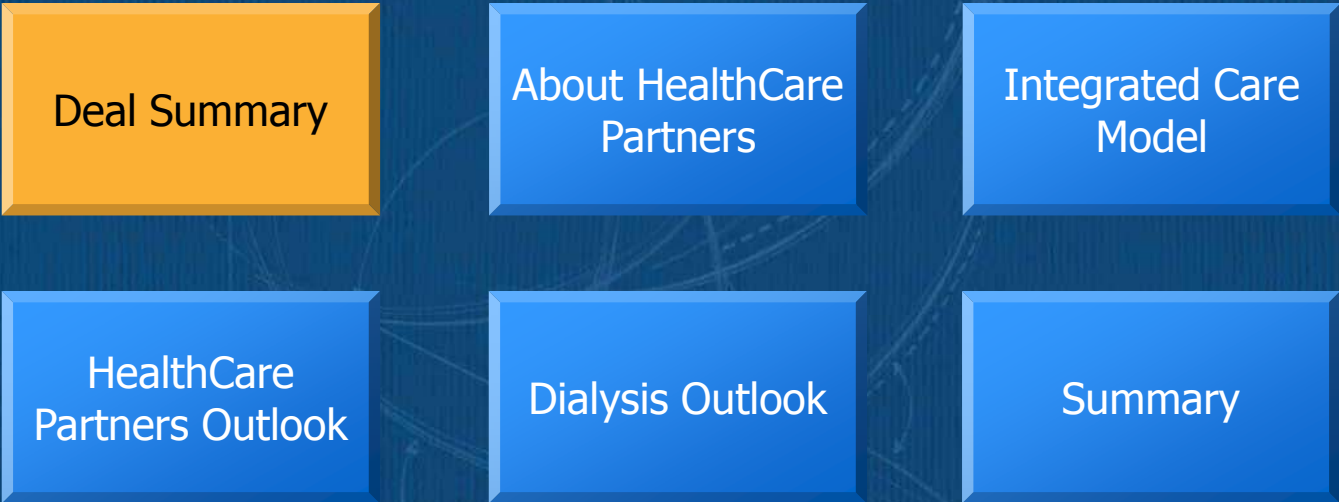 Deal Summary
About HealthCare
Partners
Integrated Care
Model
HealthCare
Partners Outlook
Dialysis Outlook
Summary